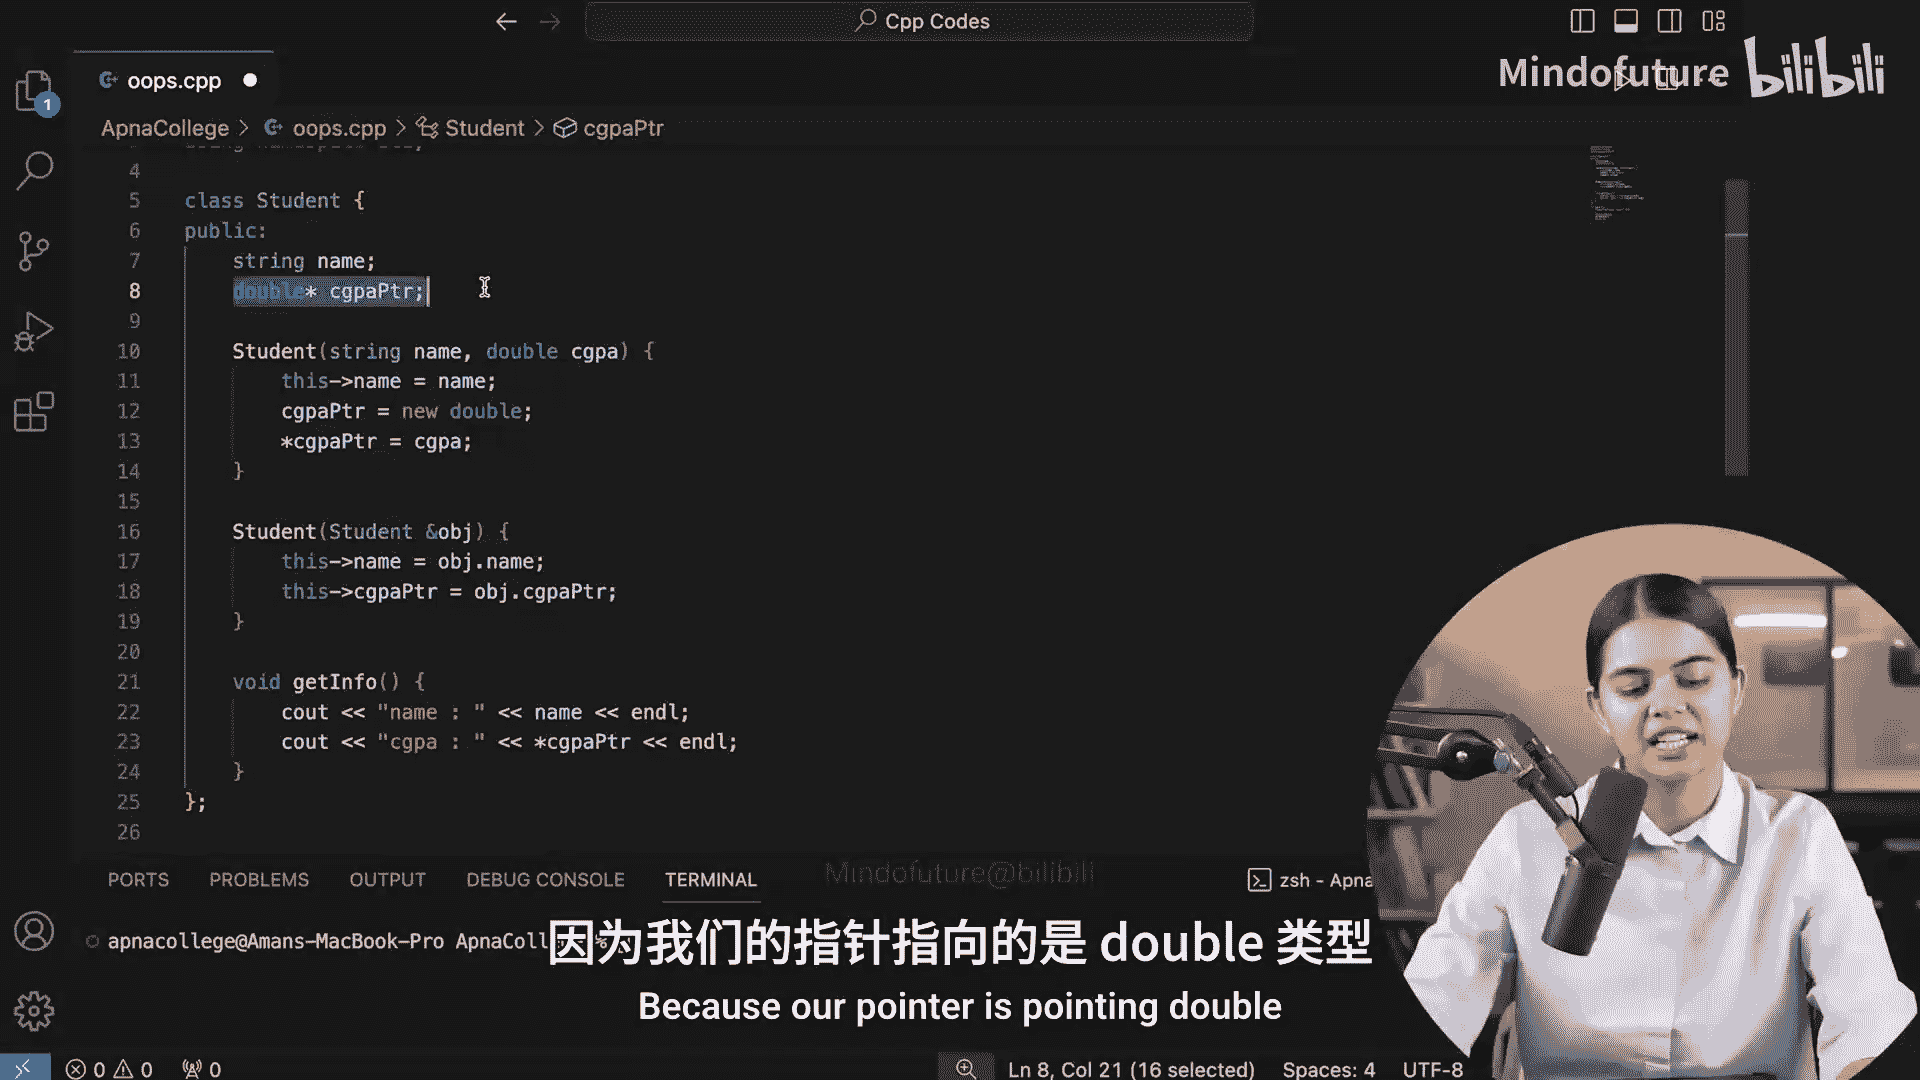 Cpp Codes
Mindofuture bilibili
oops.cpp
1
ApnaCollege > oops.cpp > Student > cgpaPtr
4
5 class Student {
6 public:
7 string name;
8 double* cgpaPtr;
9
10 Student(string name, double cgpa) {
11 this->name = name;
12 cgpaPtr = new double;
13 *cgpaPtr = cgpa;
14 }
15
16 Student(Student &obj) {
17 this->name = obj.name;
18 this->cgpaPtr = obj.cgpaPtr;
19 }
20
21 void getInfo() {
22 cout << "name : " << name << endl;
23 cout << "cgpa : " << *cgpaPtr << endl;
24 }
25 };
26
PORTS PROBLEMS OUTPUT DEBUG CONSOLE TERMINAL
Mindofuture@bilibili
zsh - Apna
apnacollege@Amans-MacBook-Pro ApnaColl
因为我们的指针指向的是 double 类型
Because our pointer is pointing double
0 0 0
Ln 8, Col 21 (16 selected) Spaces: 4 UTF-8